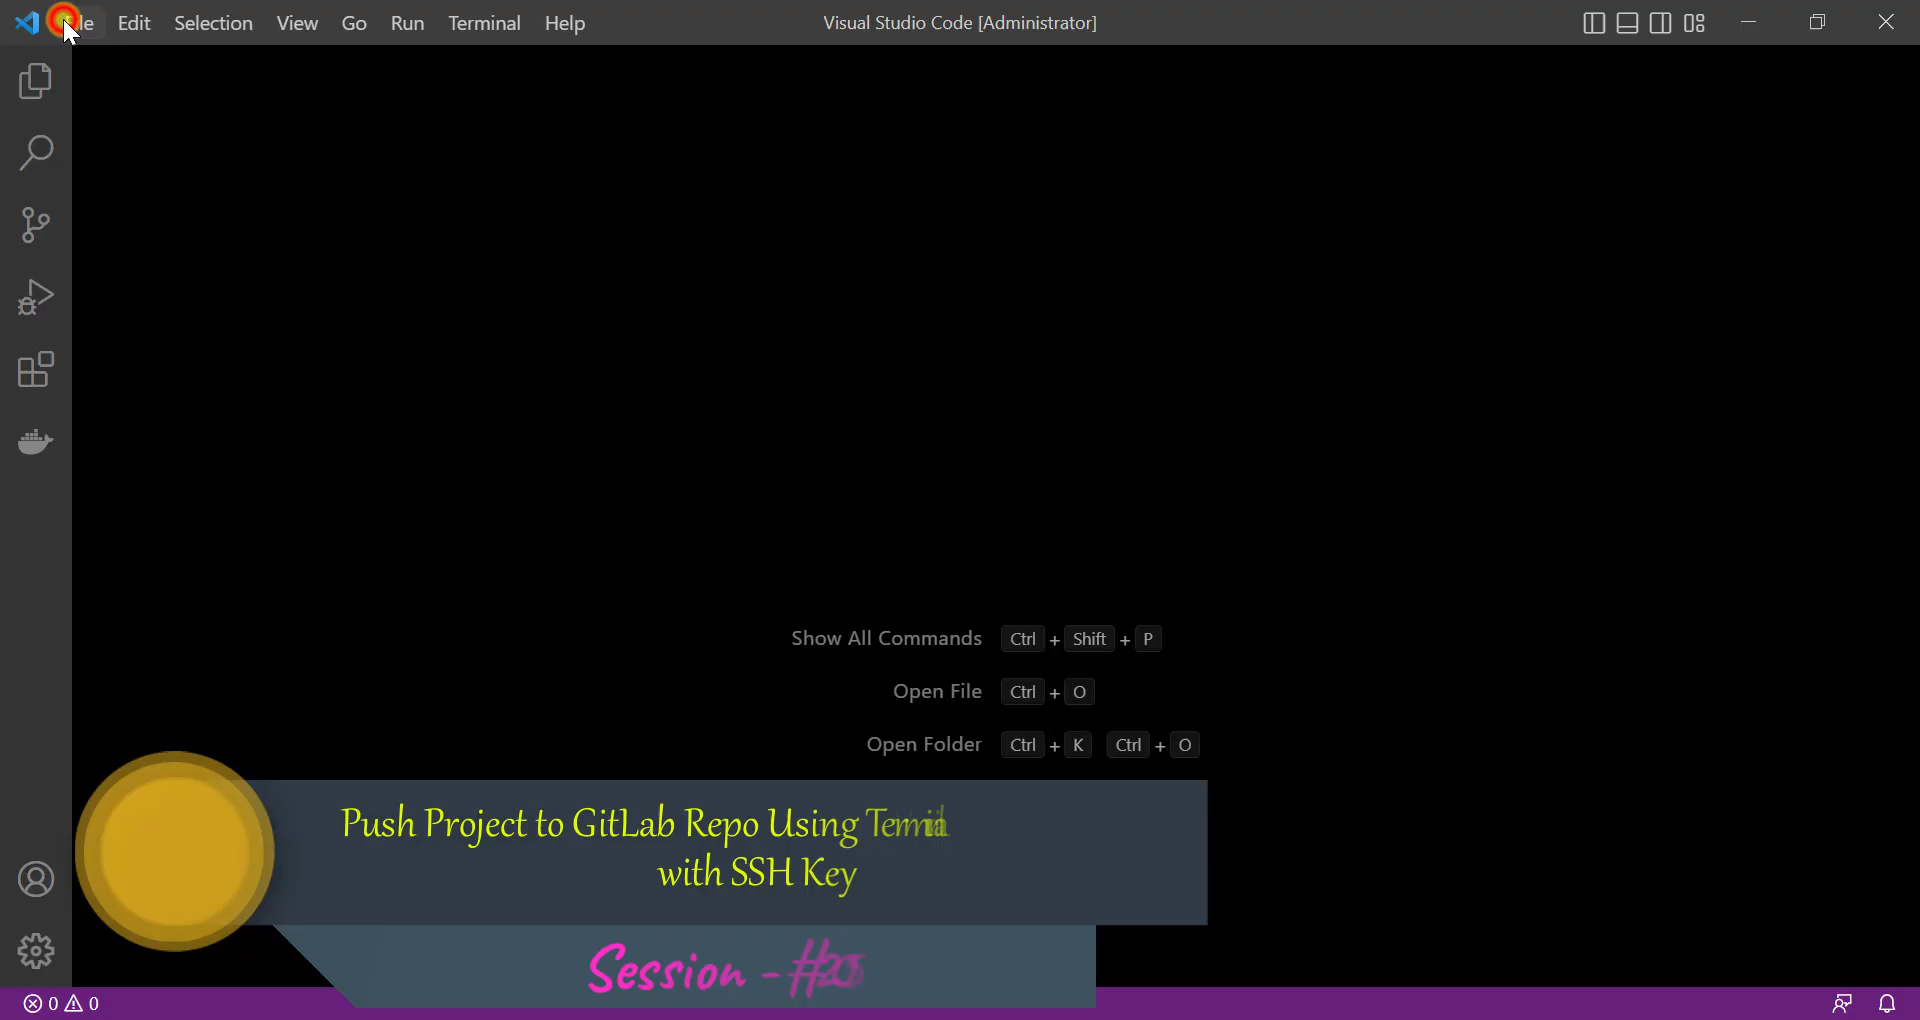 Edit Selection View Go Run Terminal Help Visual Studio Code [Administrator]
Show All Commands Ctrl + Shift + P
Open File Ctrl + O
Open Folder Ctrl + K Ctrl + O
Push Project to GitLab Repo Using
with SSH Key
Session -
0 0